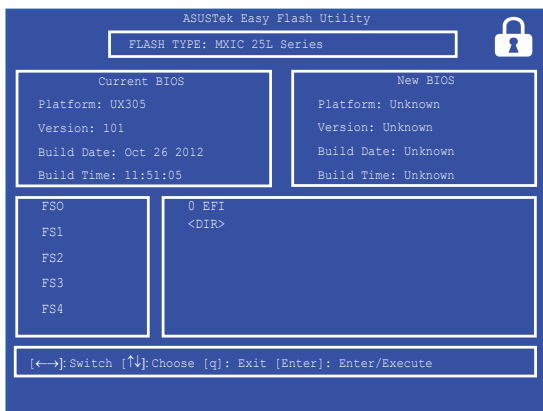 ASUSTek Easy Flash Utility
FLASH TYPE: MXIC 25L Series
Current BIOS
Platform: UX305
Version: 101
Build Date: Oct 26 2012
Build Time: 11:51:05
New BIOS
Platform: Unknown
Version: Unknown
Build Date: Unknown
Build Time: Unknown
FSO
FS1
FS2
FS3
FS4
0 EFI
<DIR>
[←→]: Switch [↑↓]: Choose [q]: Exit [Enter]: Enter/Execute